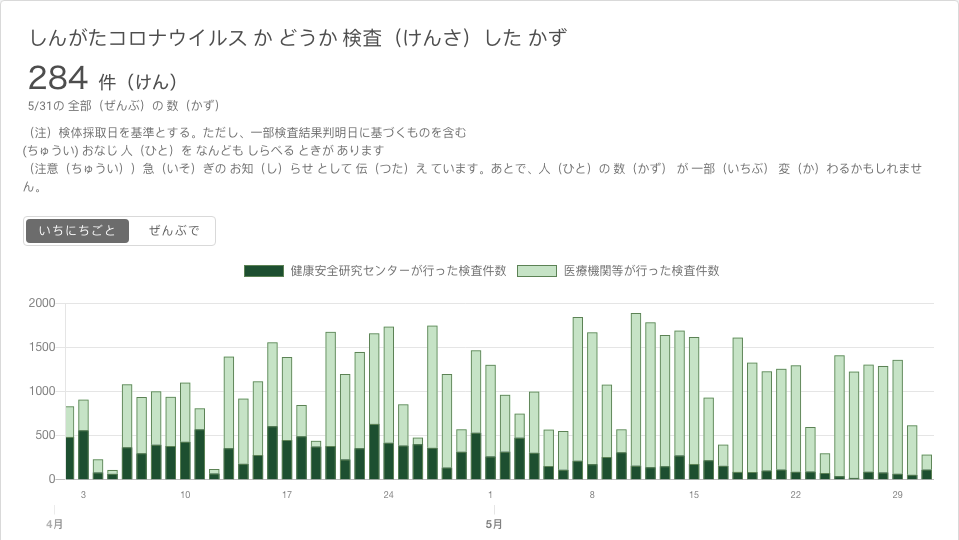 しんがたコロナウイルス か どうか 検査（けんさ）した かず
284 件（けん）
5/31の 全部（ぜんぶ）の 数（かず）
（注）検体採取日を基準とする。ただし、一部検査結果判明日に基づくものを含む
(ちゅうい) おなじ 人（ひと）を なんども しらべる ときが あります
（注意（ちゅうい））急（いそ）ぎの お知（し）らせ として 伝（つた）え ています。あとで、人（ひと）の 数（かず） が 一部（いちぶ） 変（か）わるかもしれませ
ん。
いちにちごと ぜんぶで
健康安全研究センターが行った検査件数 医療機関等が行った検査件数
2000
1500
1000
500
0
3 10 17 24 1 8 15 22 29
4月 5月